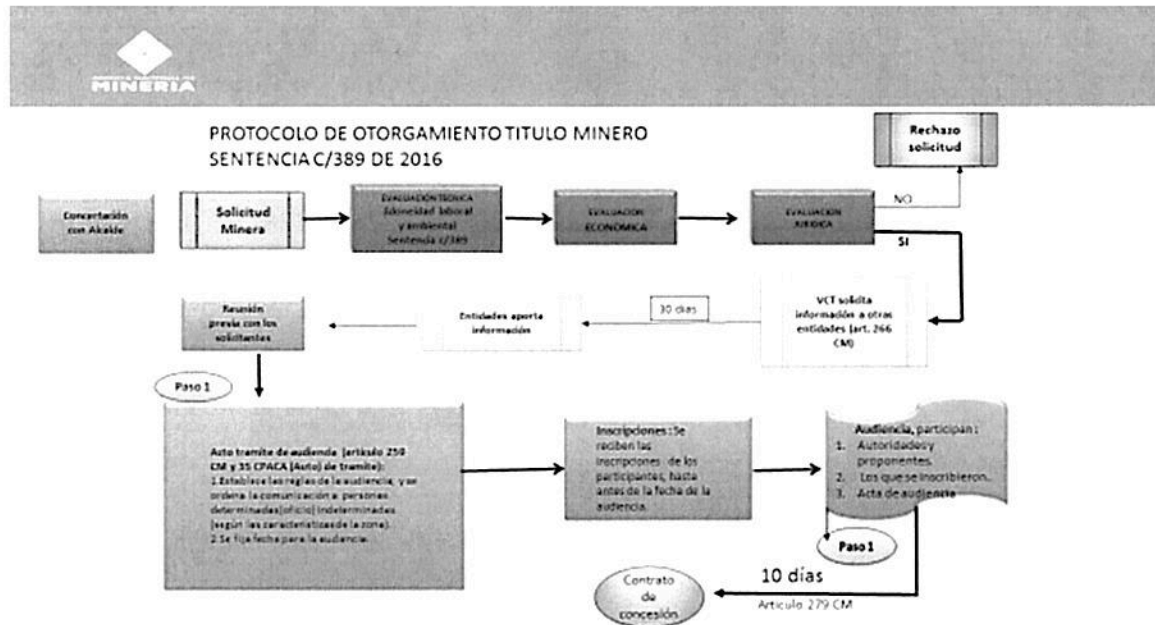 MINERÍA
PROTOCOLO DE OTORGAMIENTO TITULO MINERO
SENTENCIA C/389 DE 2016
Rechazo
solicitud
Concertación
con Alcalde
Solicitud
Minera
EVALUACION TECNICA
(Idoneidad laboral
y ambiental)
Sentencia c/389
EVALUACION
ECONÓMICA
EVALUACION
JURIDICA
NO
SI
Reunión
previa con los
solicitantes
Entidades aporta
información
30 días
VCT solicita
información a otras
entidades (art. 266
CM)
Paso 1
Auto tramite de audiencia (artículo 259
CM y 35 CPACA (Auto) de tramite):
1.Establece las reglas de la audiencia, y se
ordena la comunicación a personas
determinadas(oficio) indeterminadas
(según las características de la zona).
2.Se fija fecha para la audiencia.
Inscripciones: Se
reciben las
inscripciones de los
participantes, hasta
antes de la fecha de la
audiencia.
Audiencia, participan:
1. Autoridades y
proponentes.
2. Los que se inscribieron.
3. Acta de audiencia
Paso 1
10 días
Artículo 279 CM
Contrato
de
concesión